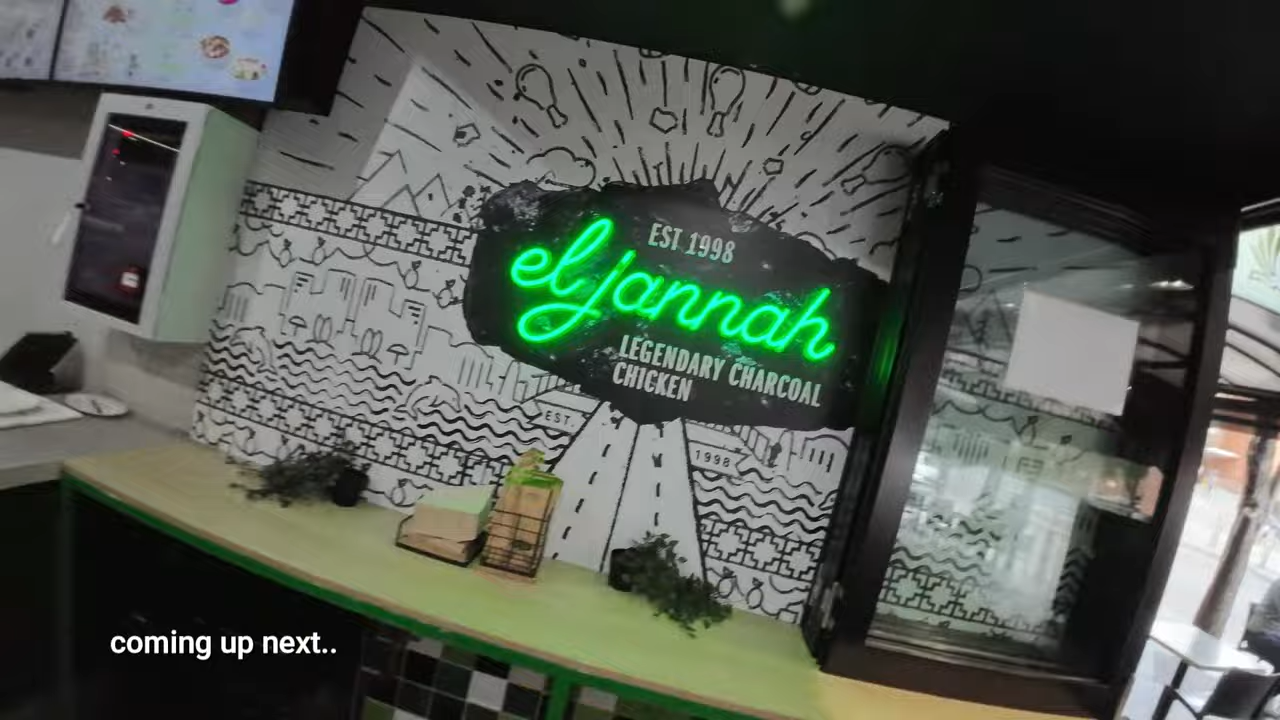 EST 1998
el jannah
LEGENDARY CHARCOAL
CHICKEN
EST.
1998
coming up next..